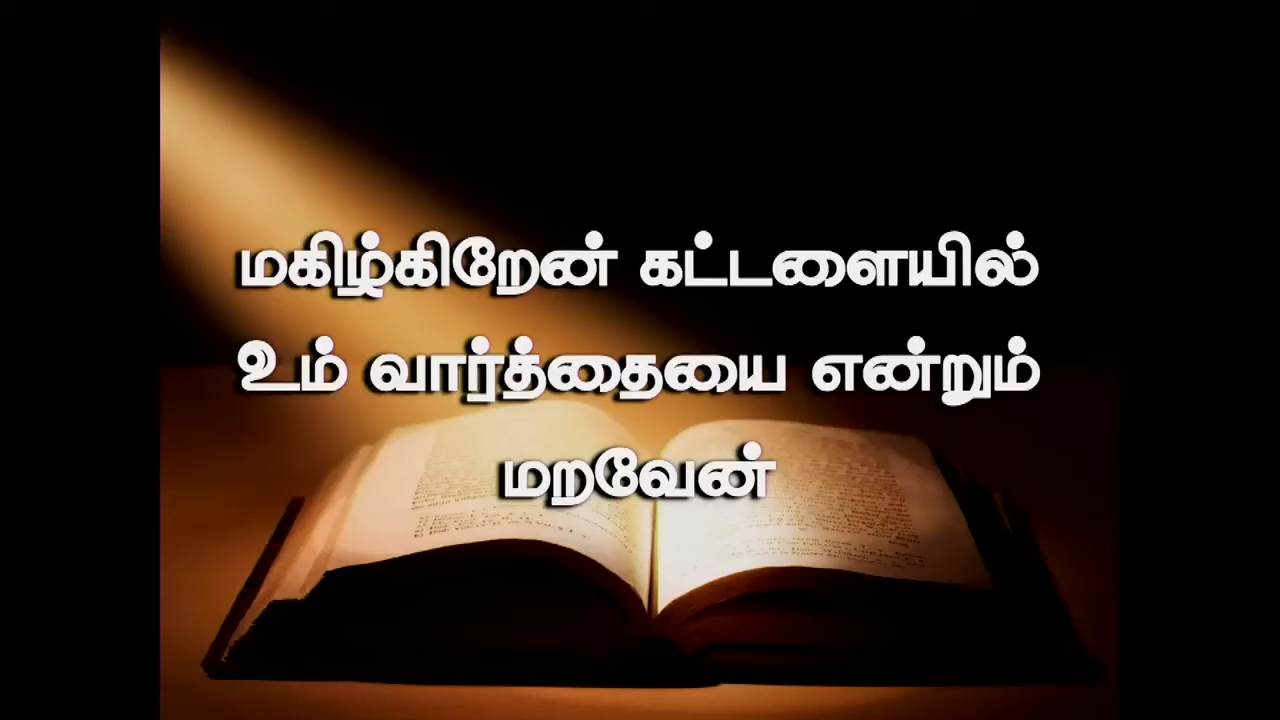 மகிழ்கிறேன் கட்டளையில்
உம் வார்த்தையை என்றும்
மறவேன்